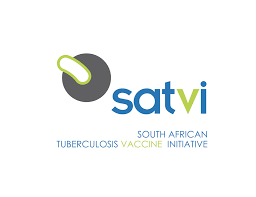 satvi
SOUTH AFRICAN
TUBERCULOSIS VACCINE INITIATIVE